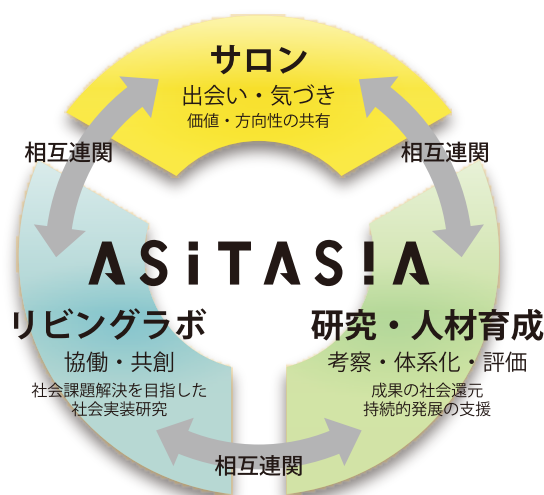 サロン
出会い・気づき
価値・方向性の共有
相互連関
相互連関
ASiTASiA
リビングラボ
協働・共創
社会課題解決を目指した
社会実装研究
研究・人材育成
考察・体系化・評価
成果の社会還元
持続的発展の支援
相互連関